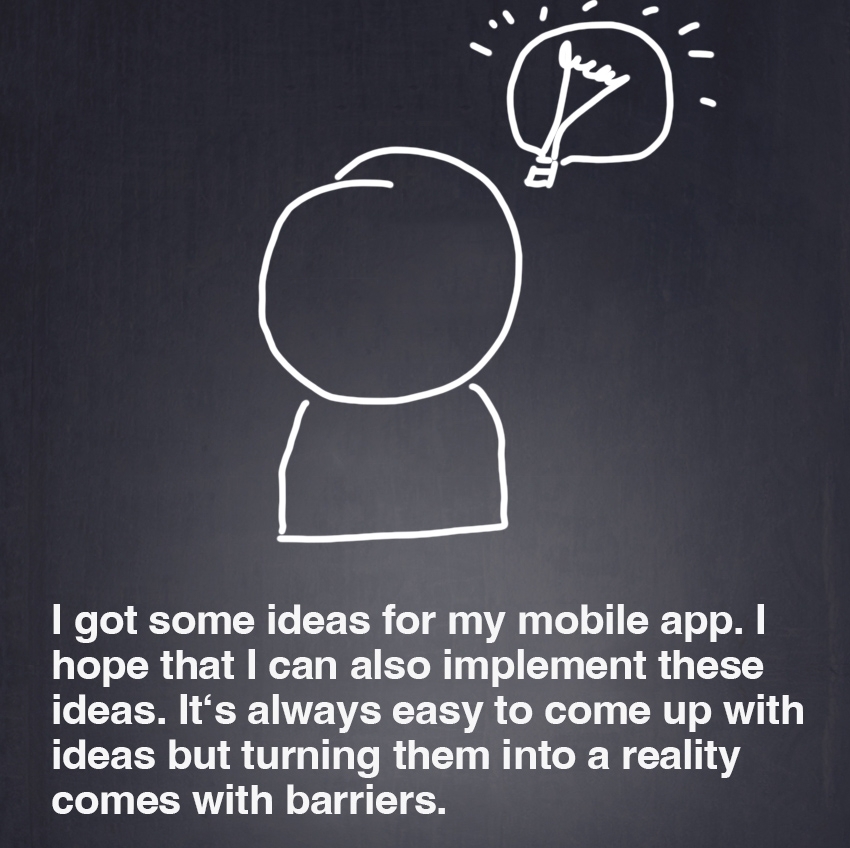 I got some ideas for my mobile app. I
hope that I can also implement these
ideas. It‘s always easy to come up with
ideas but turning them into a reality
comes with barriers.